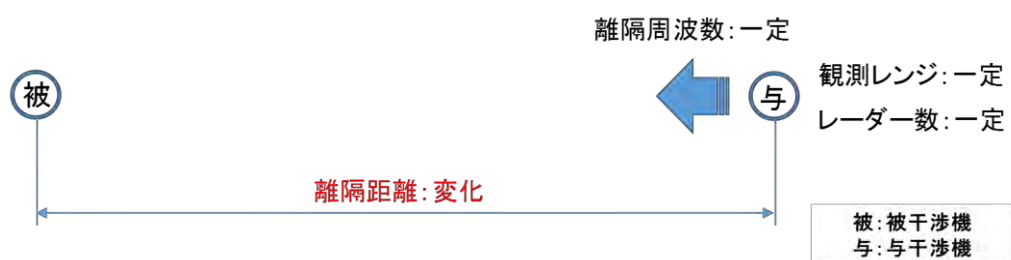 離隔周波数：一定
被
与
観測レンジ：一定
レーダー数：一定
離隔距離：変化
被：被干渉機
与：与干渉機